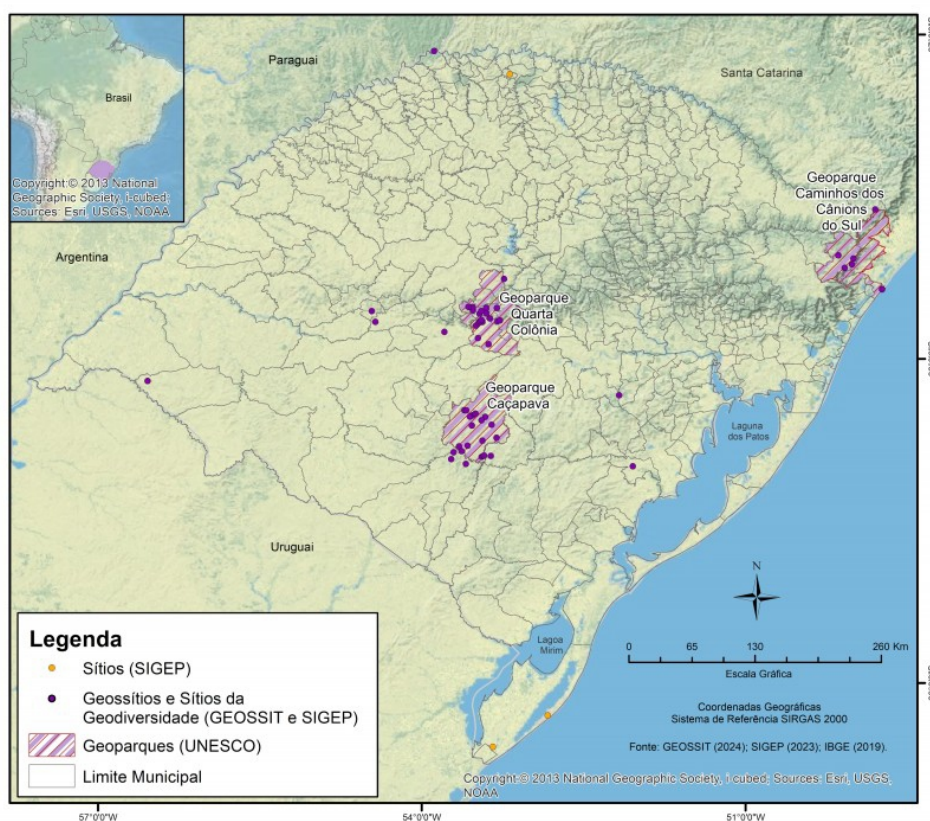 Paraguai
Santa Catarina
Brasil
Copyright:© 2013 National
Geographic Society, i-cubed;
Sources: Esri, USGS, NOAA
Argentina
Geoparque
Caminhos dos
Cânions
do Sul
Geoparque
Quarta
Colônia
Geoparque
Caçapava
Laguna
dos Patos
Uruguai
Lagoa
Mirim
N
0 65 130 260 Km
Escala Gráfica
Coordenadas Geográficas
Sistema de Referência SIRGAS 2000
Fonte: GEOSSIT (2024); SIGEP (2023); IBGE (2019).
Copyright:© 2013 National Geographic Society, i-cubed; Sources: Esri, USGS,
NOAA
Legenda
Sítios (SIGEP)
Geossítios e Sítios da
Geodiversidade (GEOSSIT e SIGEP)
Geoparques (UNESCO)
Limite Municipal
57°0'0"W 54°0'0"W 51°0'0"W